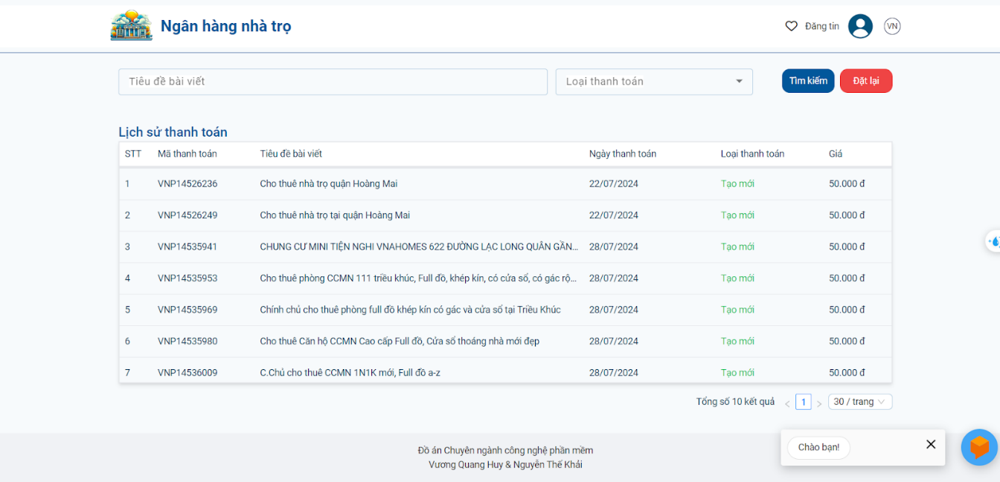 Ngân hàng nhà trọ
Đăng tin
VN
Tiêu đề bài viết
Loại thanh toán
Tìm kiếm
Đặt lại
Lịch sử thanh toán
STT Mã thanh toán Tiêu đề bài viết Ngày thanh toán Loại thanh toán Giá
1 VNP14526236 Cho thuê nhà trọ quận Hoàng Mai 22/07/2024 Tạo mới 50.000 đ
2 VNP14526249 Cho thuê nhà trọ tại quận Hoàng Mai 22/07/2024 Tạo mới 50.000 đ
3 VNP14535941 CHUNG CƯ MINI TIỆN NGHI VNAHOMES 622 ĐƯỜNG LẠC LONG QUÂN GẦN... 28/07/2024 Tạo mới 50.000 đ
4 VNP14535953 Cho thuê phòng CCMN 111 triều khúc, Full đồ, khép kín, có cửa sổ, có gác rộ... 28/07/2024 Tạo mới 50.000 đ
5 VNP14535969 Chính chủ cho thuê phòng full đồ khép kín có gác và cửa sổ tại Triều Khúc 28/07/2024 Tạo mới 50.000 đ
6 VNP14535980 Cho thuê Căn hộ CCMN Cao cấp Full đồ, Cửa sổ thoáng nhà mới đẹp 28/07/2024 Tạo mới 50.000 đ
7 VNP14536009 C.Chủ cho thuê CCMN 1N1K mới, Full đồ a-z 28/07/2024 Tạo mới 50.000 đ
Tổng số 10 kết quả < 1 > 30 / trang
Chào bạn!
Đồ án Chuyên ngành công nghệ phần mềm
Vương Quang Huy & Nguyễn Thế Khải